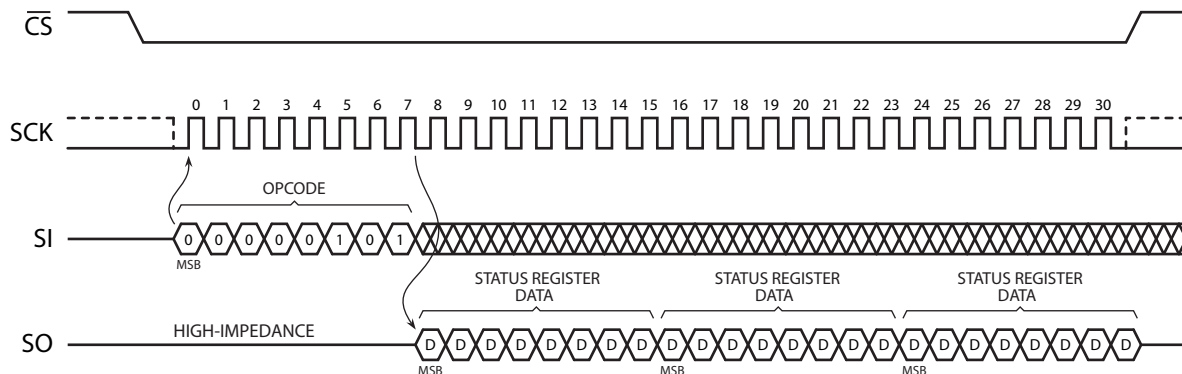 CS
0 1 2 3 4 5 6 7 8 9 10 11 12 13 14 15 16 17 18 19 20 21 22 23 24 25 26 27 28 29 30
SCK
OPCODE
SI 0 0 0 0 0 1 0 1
MSB
STATUS REGISTER DATA
STATUS REGISTER DATA
STATUS REGISTER DATA
HIGH-IMPEDANCE
SO D D D D D D D D D D D D D D D D D D D D D D D D
MSB MSB MSB